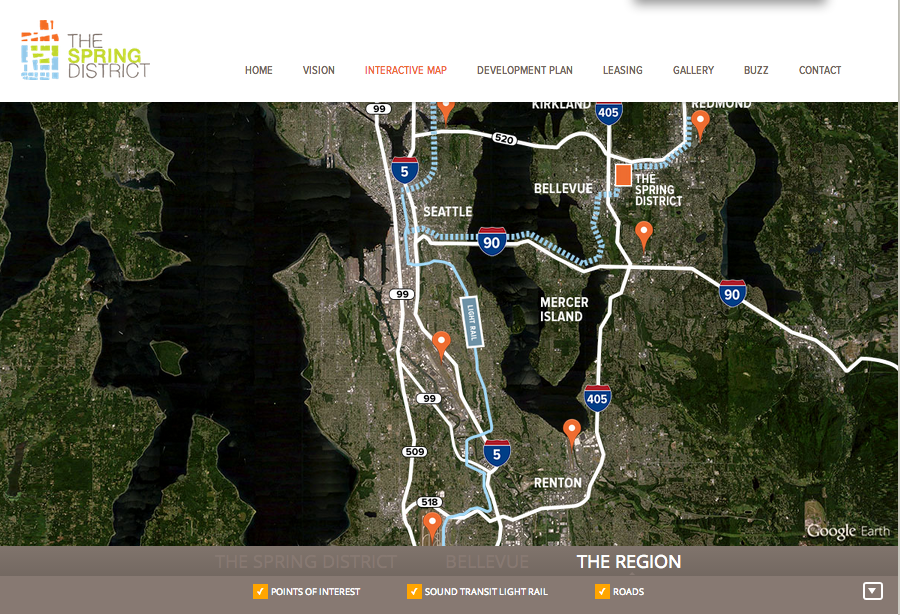 THE
SPRING
DISTRICT
HOME VISION INTERACTIVE MAP DEVELOPMENT PLAN LEASING GALLERY BUZZ CONTACT
99
KIRKLAND
405
REDMOND
520
5
THE
SPRING
DISTRICT
BELLEVUE
SEATTLE
90
99
90
MERCER
ISLAND
LIGHT RAIL
99
405
509
5
RENTON
518
Google Earth
THE SPRING DISTRICT BELLEVUE THE REGION
POINTS OF INTEREST SOUND TRANSIT LIGHT RAIL ROADS